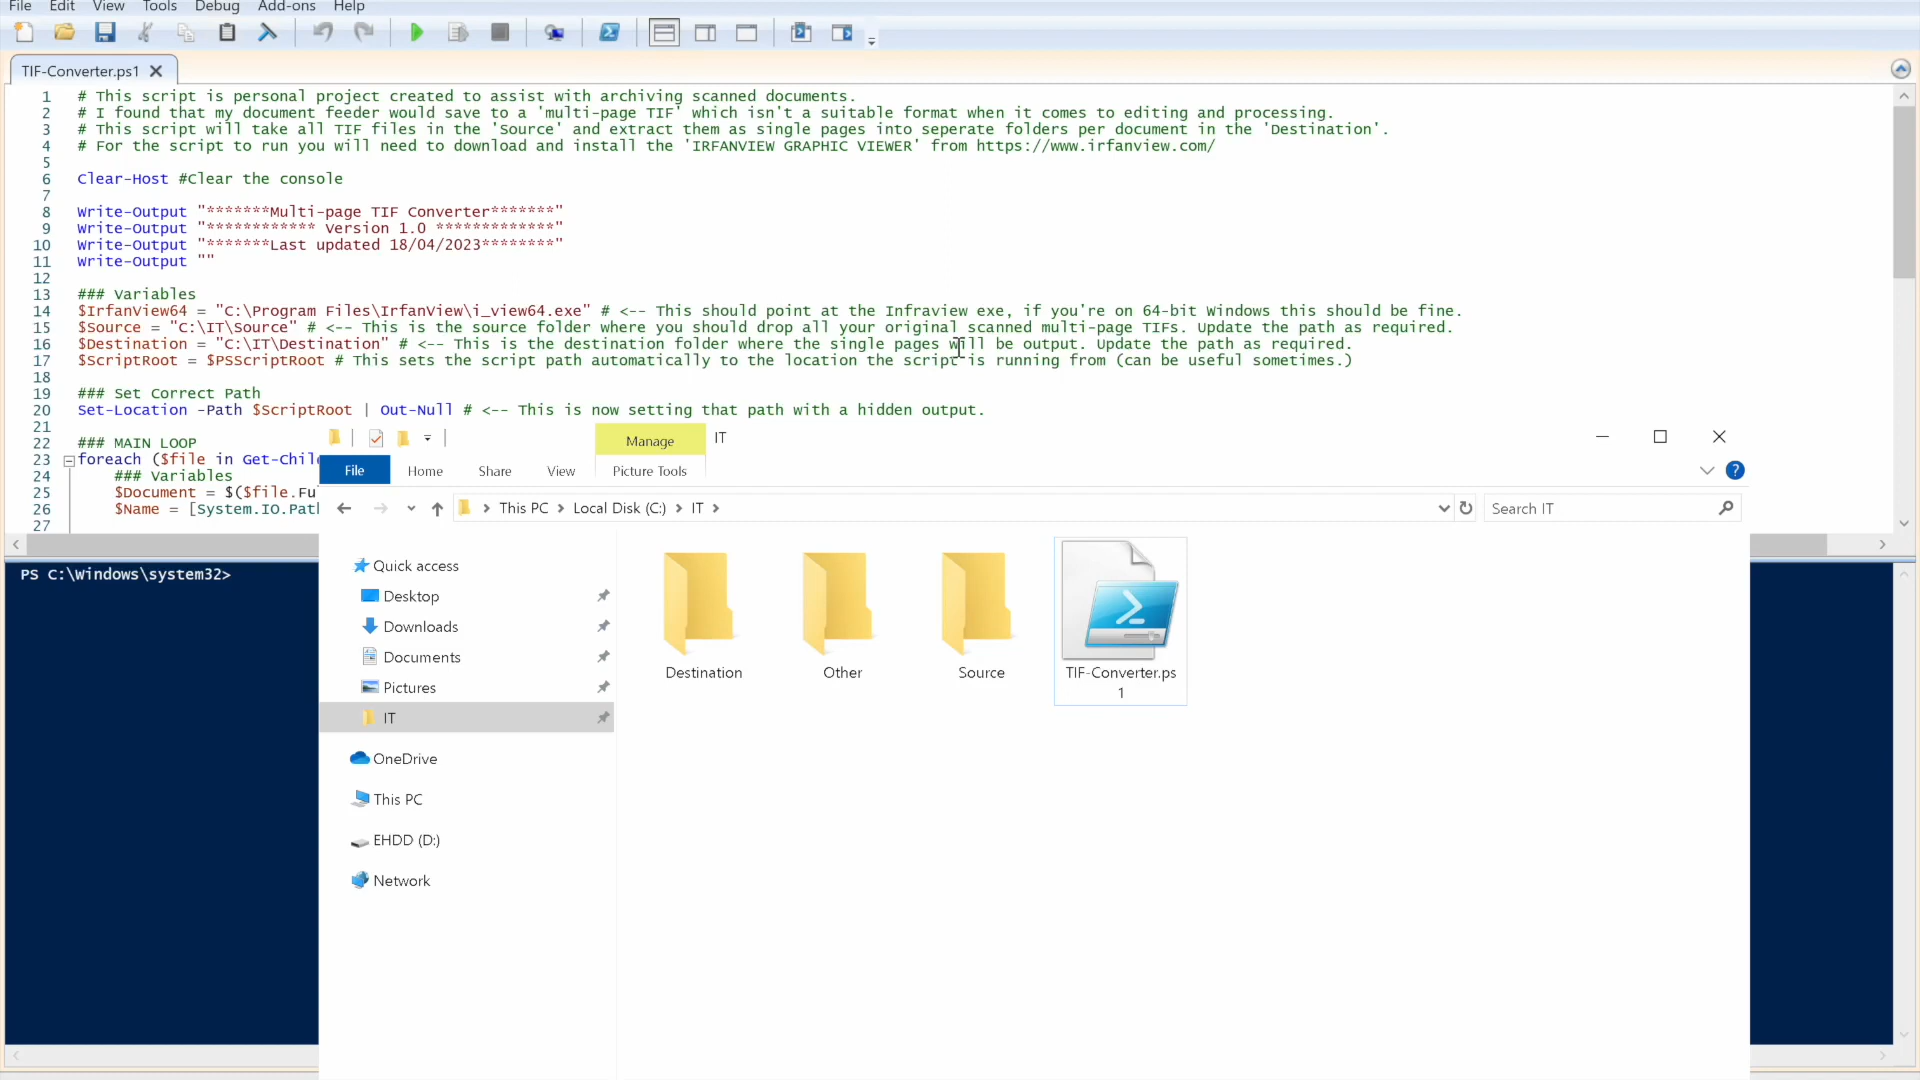 File Edit View Tools Debug Add-ons Help
TIF-Converter.ps1
1 # This script is personal project created to assist with archiving scanned documents.
2 # I found that my document feeder would save to a 'multi-page TIF' which isn't a suitable format when it comes to editing and processing.
3 # This script will take all TIF files in the 'Source' and extract them as single pages into seperate folders per document in the 'Destination'.
4 # For the script to run you will need to download and install the 'IRFANVIEW GRAPHIC VIEWER' from https://www.irfanview.com/
5
6 Clear-Host #Clear the console
7
8 Write-Output "*******Multi-page TIF Converter*******"
9 Write-Output "************ Version 1.0 *************"
10 Write-Output "*******Last updated 18/04/2023********"
11 Write-Output ""
12
13 ### Variables
14 $IrfanView64 = "C:\Program Files\IrfanView\i_view64.exe" # <-- This should point at the Infraview exe, if you're on 64-bit Windows this should be fine.
15 $Source = "C:\IT\Source" # <-- This is the source folder where you should drop all your original scanned multi-page TIFs. Update the path as required.
16 $Destination = "C:\IT\Destination" # <-- This is the destination folder where the single pages will be output. Update the path as required.
17 $ScriptRoot = $PSScriptRoot # This sets the script path automatically to the location the script is running from (can be useful sometimes.)
18
19 ### Set Correct Path
20 Set-Location -Path $ScriptRoot | Out-Null # <-- This is now setting that path with a hidden output.
21
22 ### MAIN LOOP
23 foreach ($file in Get-Chil
24 ### Variables
25 $Document = $($file.Fu
26 $Name = [System.IO.Pat
27
PS C:\Windows\system32>
Manage IT
File Home Share View Picture Tools
This PC > Local Disk (C:) > IT >
Search IT
Quick access
Desktop
Downloads
Documents
Pictures
IT
OneDrive
This PC
EHDD (D:)
Network
Destination
Other
Source
TIF-Converter.ps
1